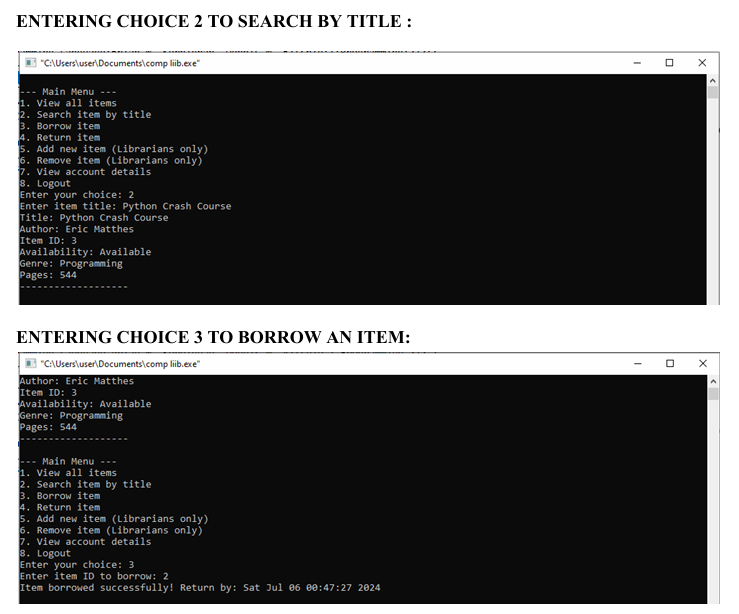 ENTERING CHOICE 2 TO SEARCH BY TITLE :
"C:\Users\user\Documents\comp liib.exe"
--- Main Menu ---
1. View all items
2. Search item by title
3. Borrow item
4. Return item
5. Add new item (Librarians only)
6. Remove item (Librarians only)
7. View account details
8. Logout
Enter your choice: 2
Enter item title: Python Crash Course
Title: Python Crash Course
Author: Eric Matthes
Item ID: 3
Availability: Available
Genre: Programming
Pages: 544
-------------------
ENTERING CHOICE 3 TO BORROW AN ITEM:
"C:\Users\user\Documents\comp liib.exe"
Author: Eric Matthes
Item ID: 3
Availability: Available
Genre: Programming
Pages: 544
-------------------
--- Main Menu ---
1. View all items
2. Search item by title
3. Borrow item
4. Return item
5. Add new item (Librarians only)
6. Remove item (Librarians only)
7. View account details
8. Logout
Enter your choice: 3
Enter item ID to borrow: 2
Item borrowed successfully! Return by: Sat Jul 06 00:47:27 2024